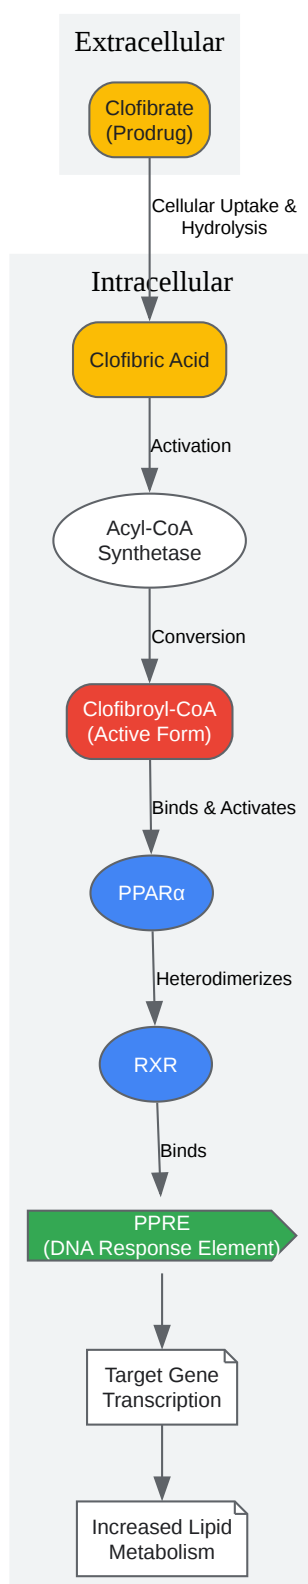 Extracellular
Clofibrate
(Prodrug)
Cellular Uptake &
Hydrolysis
Intracellular
Clofibric Acid
Activation
Acyl-CoA
Synthetase
Conversion
Clofibroyl-CoA
(Active Form)
Binds & Activates
PPARα
Heterodimerizes
RXR
Binds
PPRE
(DNA Response Element)
Target Gene
Transcription
Increased Lipid
Metabolism